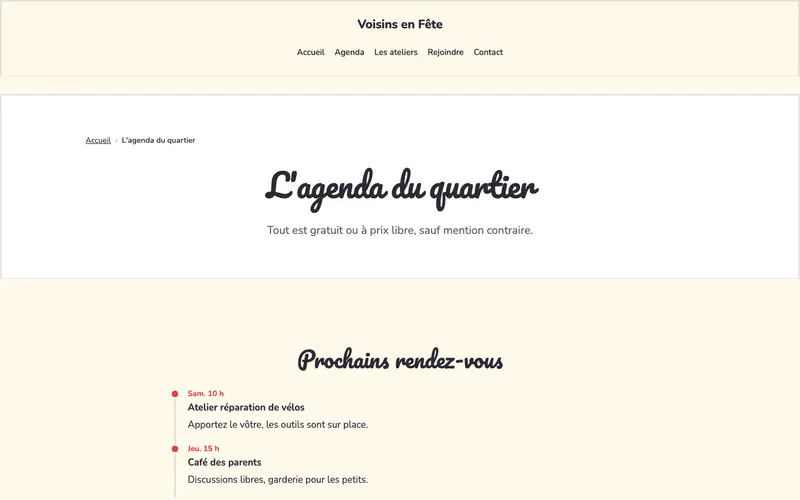 Voisins en Fête
Accueil Agenda Les ateliers Rejoindre Contact
Accueil › L'agenda du quartier
L'agenda du quartier
Tout est gratuit ou à prix libre, sauf mention contraire.
Prochains rendez-vous
Sam. 10 h
Atelier réparation de vélos
Apportez le vôtre, les outils sont sur place.
Jeu. 15 h
Café des parents
Discussions libres, garderie pour les petits.